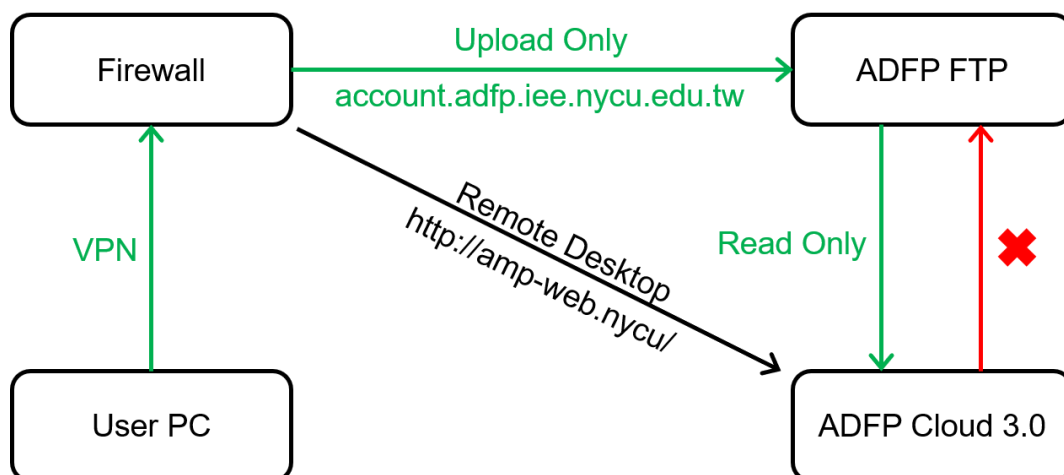 Firewall
Upload Only
account.adfp.iee.nycu.edu.tw
ADFP FTP
VPN
Remote Desktop
http://amp-web.nycu/
Read Only
User PC
ADFP Cloud 3.0